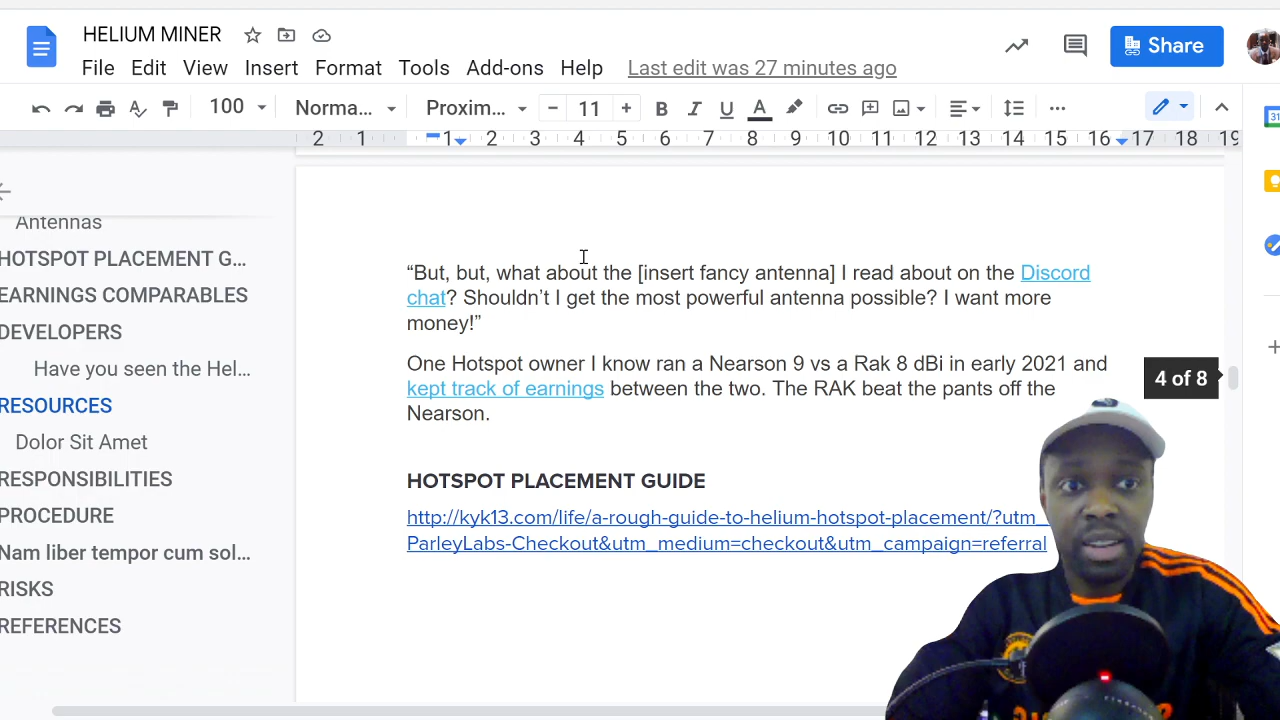 HELIUM MINER
File Edit View Insert Format Tools Add-ons Help Last edit was 27 minutes ago
Share
100 Norma... Proxim... 11
2 1 1 2 3 4 5 6 7 8 9 10 11 12 13 14 15 16 17 18 19
31
Antennas
HOTSPOT PLACEMENT G...
EARNINGS COMPARABLES
DEVELOPERS
Have you seen the Hel...
RESOURCES
Dolor Sit Amet
RESPONSIBILITIES
PROCEDURE
Nam liber tempor cum sol...
RISKS
REFERENCES
“But, but, what about the [insert fancy antenna] I read about on the Discord
chat? Shouldn’t I get the most powerful antenna possible? I want more
money!”
One Hotspot owner I know ran a Nearson 9 vs a Rak 8 dBi in early 2021 and
kept track of earnings between the two. The RAK beat the pants off the
Nearson.
4 of 8
HOTSPOT PLACEMENT GUIDE
http://kyk13.com/life/a-rough-guide-to-helium-hotspot-placement/?utm_
ParleyLabs-Checkout&utm_medium=checkout&utm_campaign=referral